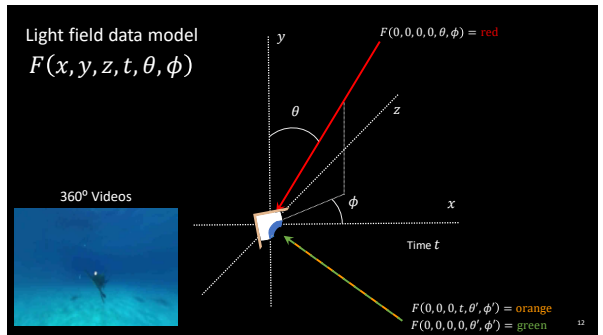 Light field data model
F(x, y, z, t, θ, ϕ)
F(0, 0, 0, 0, θ, ϕ) = red
y
θ
z
360° Videos
ϕ
x
Time t
F(0, 0, 0, t, θ′, ϕ′) = orange
F(0, 0, 0, 0, θ′, ϕ′) = green
12